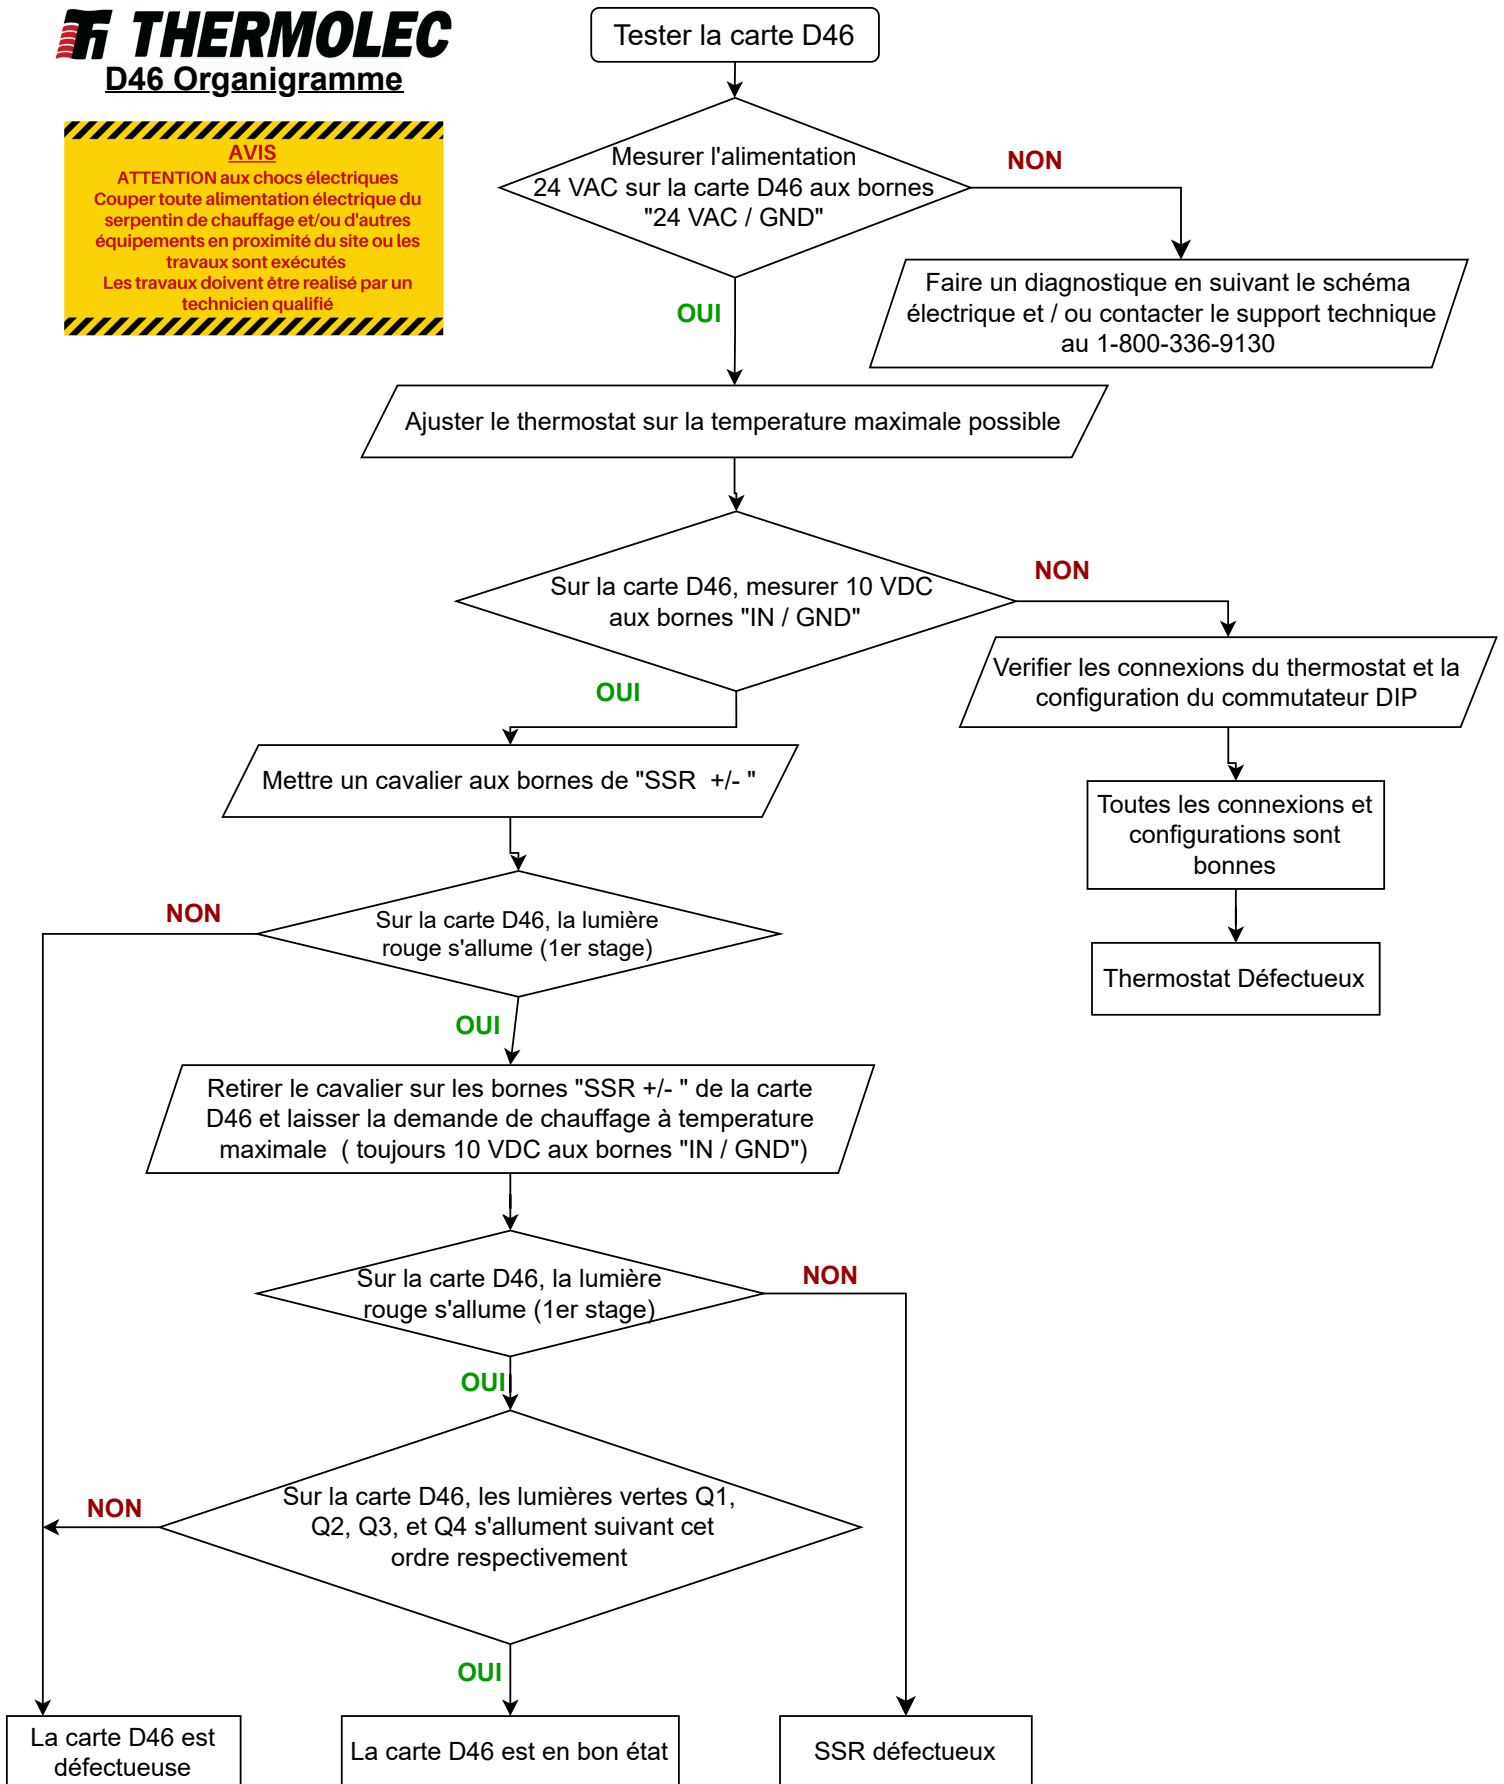 THERMOLEC
D46 Organigramme
AVIS
ATTENTION aux chocs électriques
Couper toute alimentation électrique du
serpentin de chauffage et/ou d'autres
équipements en proximité du site ou les
travaux sont exécutés
Les travaux doivent être realisé par un
technicien qualifié
Tester la carte D46
Mesurer l'alimentation
24 VAC sur la carte D46 aux bornes
"24 VAC / GND"
NON
OUI
Faire un diagnostique en suivant le schéma
électrique et / ou contacter le support technique
au 1-800-336-9130
Ajuster le thermostat sur la temperature maximale possible
Sur la carte D46, mesurer 10 VDC
aux bornes "IN / GND"
NON
OUI
Verifier les connexions du thermostat et la
configuration du commutateur DIP
Mettre un cavalier aux bornes de "SSR  +/- "
Toutes les connexions et
configurations sont
bonnes
Sur la carte D46, la lumière
rouge s'allume (1er stage)
NON
OUI
Thermostat Défectueux
Retirer le cavalier sur les bornes "SSR +/- " de la carte
D46 et laisser la demande de chauffage à temperature
maximale  ( toujours 10 VDC aux bornes "IN / GND")
Sur la carte D46, la lumière
rouge s'allume (1er stage)
NON
OUI
Sur la carte D46, les lumières vertes Q1,
Q2, Q3, et Q4 s'allument suivant cet
ordre respectivement
NON
OUI
La carte D46 est
défectueuse
La carte D46 est en bon état
SSR défectueux